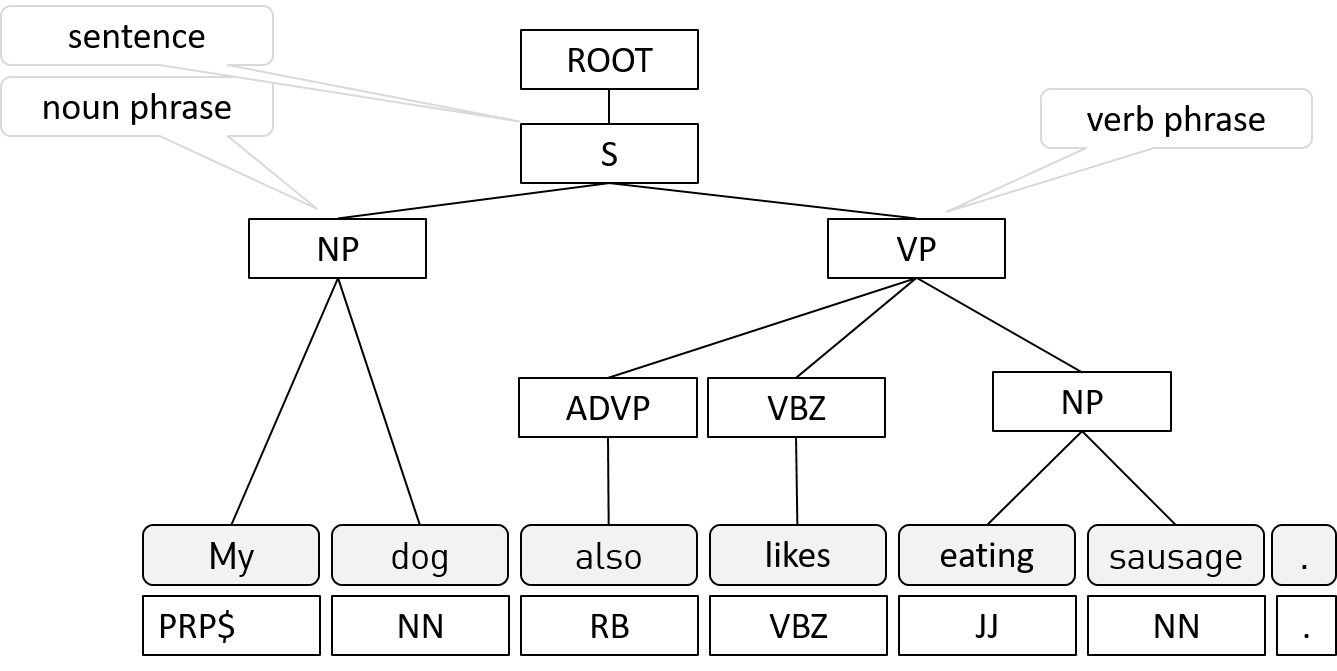 sentence
ROOT
noun phrase
verb phrase
S
NP
VP
ADVP
VBZ
NP
My dog also likes eating sausage .
PRP$ NN RB VBZ JJ NN .